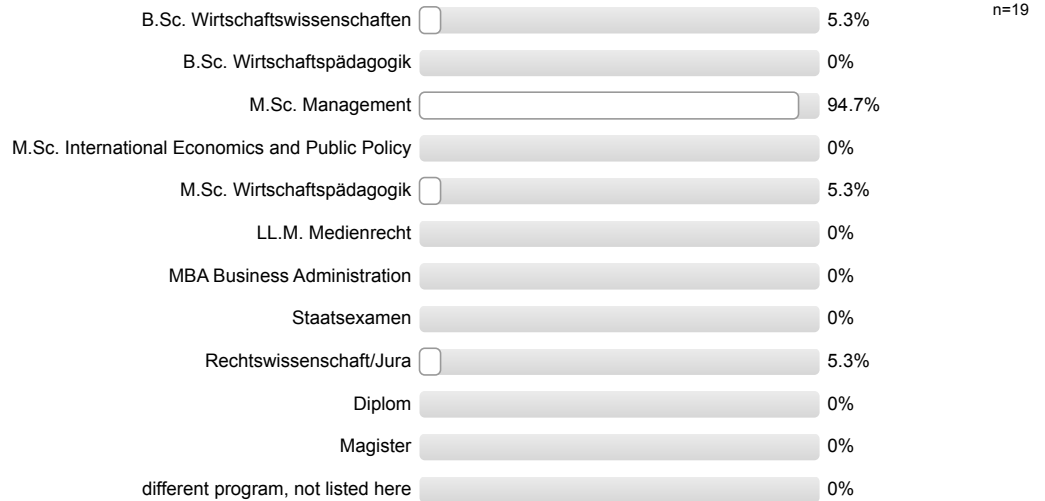 B.Sc. Wirtschaftswissenschaften 5.3% n=19
B.Sc. Wirtschaftspädagogik 0%
M.Sc. Management 94.7%
M.Sc. International Economics and Public Policy 0%
M.Sc. Wirtschaftspädagogik 5.3%
LL.M. Medienrecht 0%
MBA Business Administration 0%
Staatsexamen 0%
Rechtswissenschaft/Jura 5.3%
Diplom 0%
Magister 0%
different program, not listed here 0%